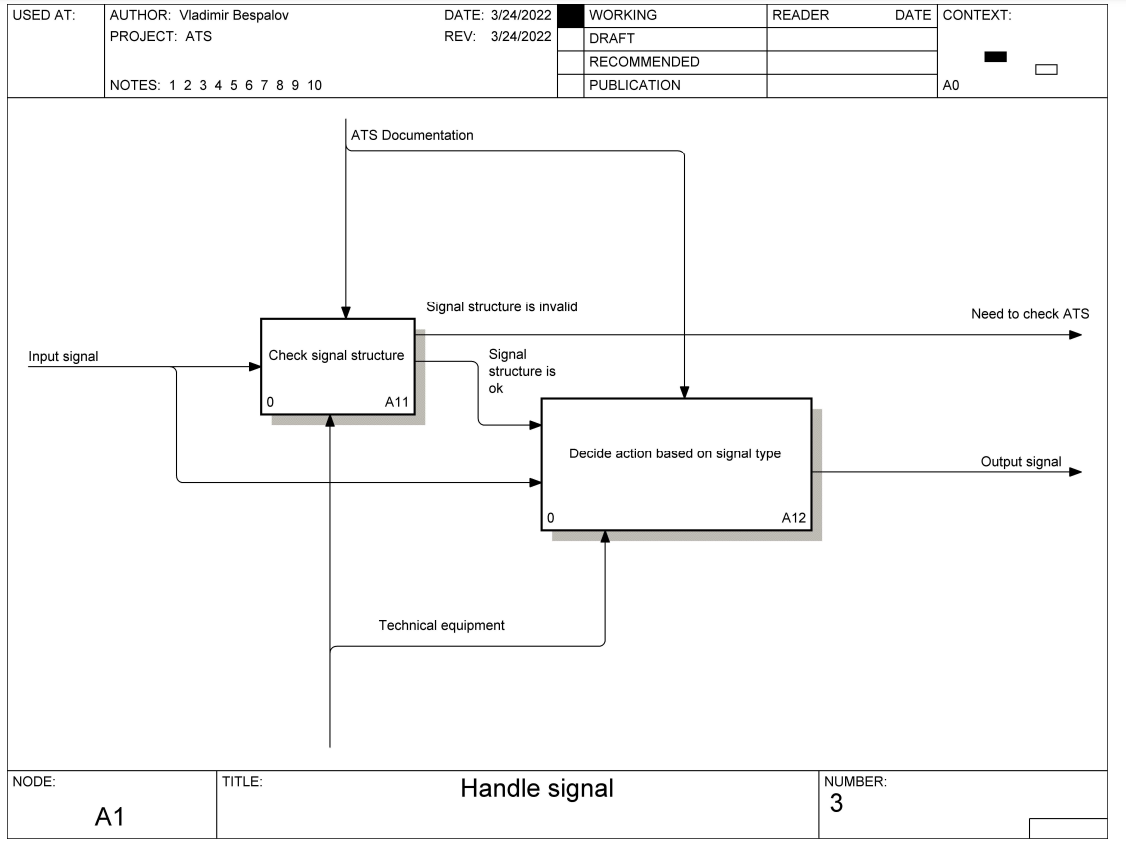 USED AT:
AUTHOR: Vladimir Bespalov
DATE: 3/24/2022
WORKING
READER
DATE
CONTEXT:
PROJECT: ATS
REV: 3/24/2022
DRAFT
RECOMMENDED
NOTES: 1 2 3 4 5 6 7 8 9 10
PUBLICATION
A0
ATS Documentation
Signal structure is invalid
Need to check ATS
Input signal
Check signal structure
0
A11
Signal
structure is
ok
Decide action based on signal type
0
A12
Output signal
Technical equipment
NODE:
A1
TITLE:
Handle signal
NUMBER:
3